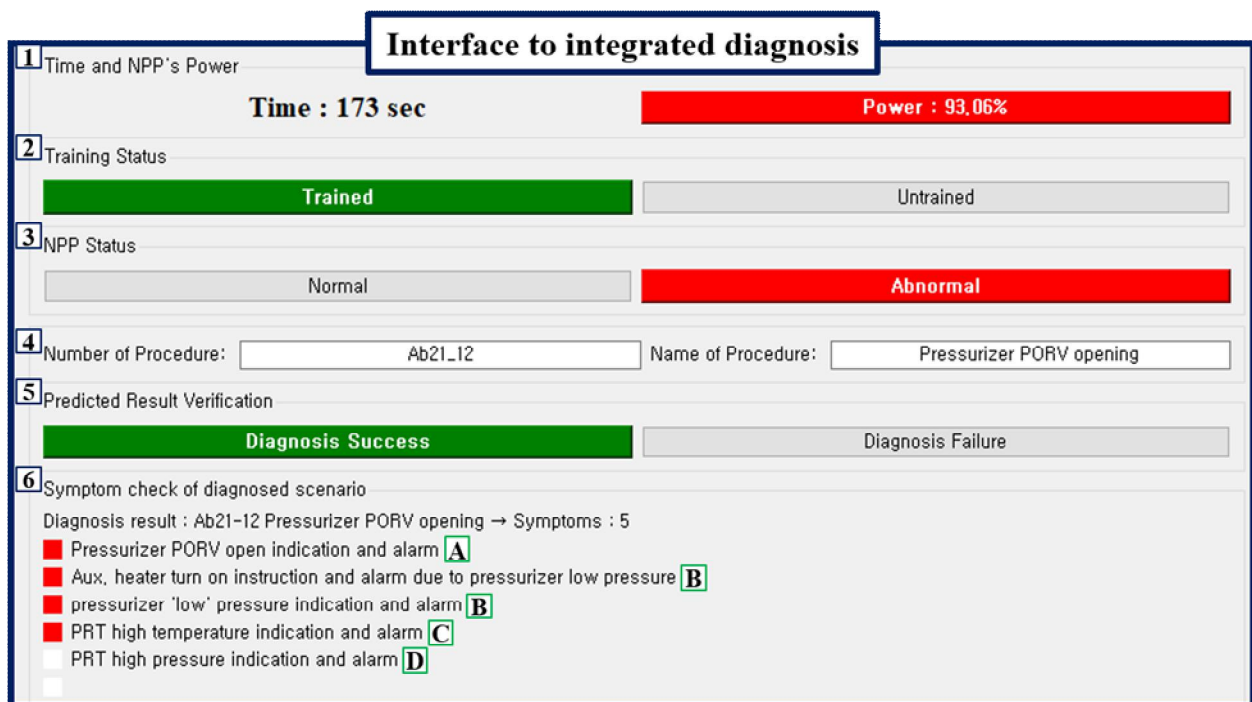 Interface to integrated diagnosis
1 Time and NPP's Power
Time : 173 sec Power : 93.06%
2 Training Status
Trained Untrained
3 NPP Status
Normal Abnormal
4 Number of Procedure: Ab21_12 Name of Procedure: Pressurizer PORV opening
5 Predicted Result Verification
Diagnosis Success Diagnosis Failure
6 Symptom check of diagnosed scenario
Diagnosis result : Ab21-12 Pressurizer PORV opening → Symptoms : 5
Pressurizer PORV open indication and alarm A
Aux. heater turn on instruction and alarm due to pressurizer low pressure B
pressurizer 'low' pressure indication and alarm B
PRT high temperature indication and alarm C
PRT high pressure indication and alarm D